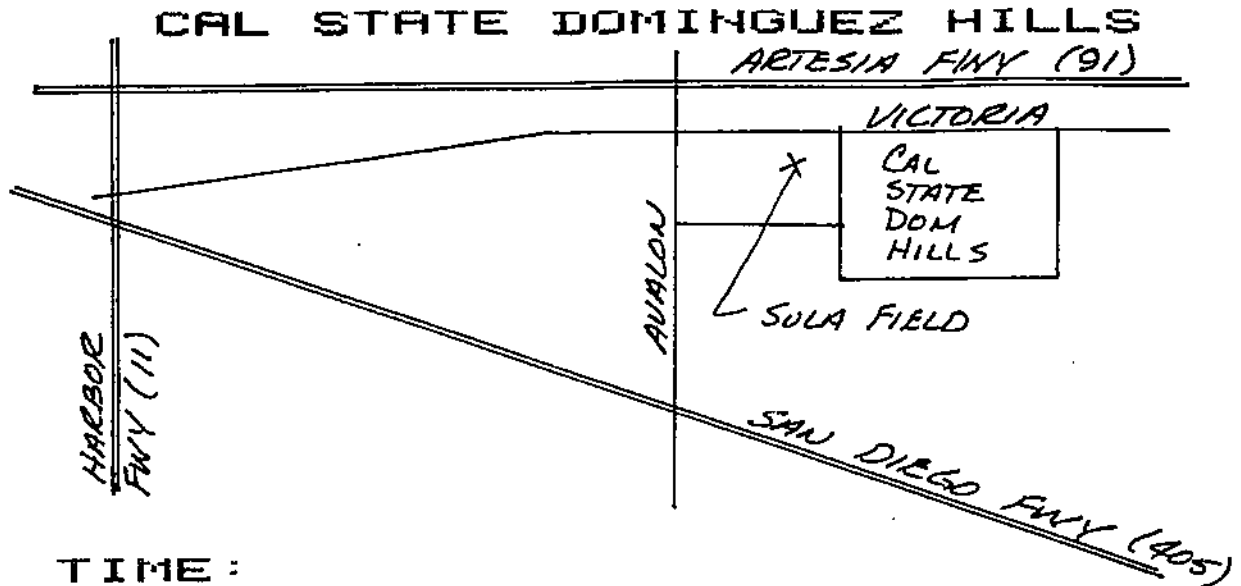 CAL STATE DOMINGUEZ HILLS
ARTESIA FWY (91)
VICTORIA
CAL
STATE
DOM
HILLS
AVALON
SULA FIELD
HARBOR
FWY (11)
SAN DIEGO FWY (405)
TIME: